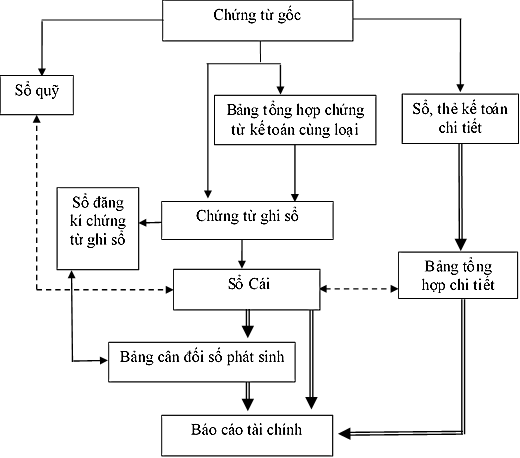 Chứng từ gốc
Sổ quỹ
Bảng tổng hợp chứng
từ kế toán cùng loại
Sổ, thẻ kế toán
chi tiết
Sổ đăng
kí chứng
từ ghi sổ
Chứng từ ghi sổ
Sổ Cái
Bảng tổng
hợp chi tiết
Bảng cân đối số phát sinh
Báo cáo tài chính